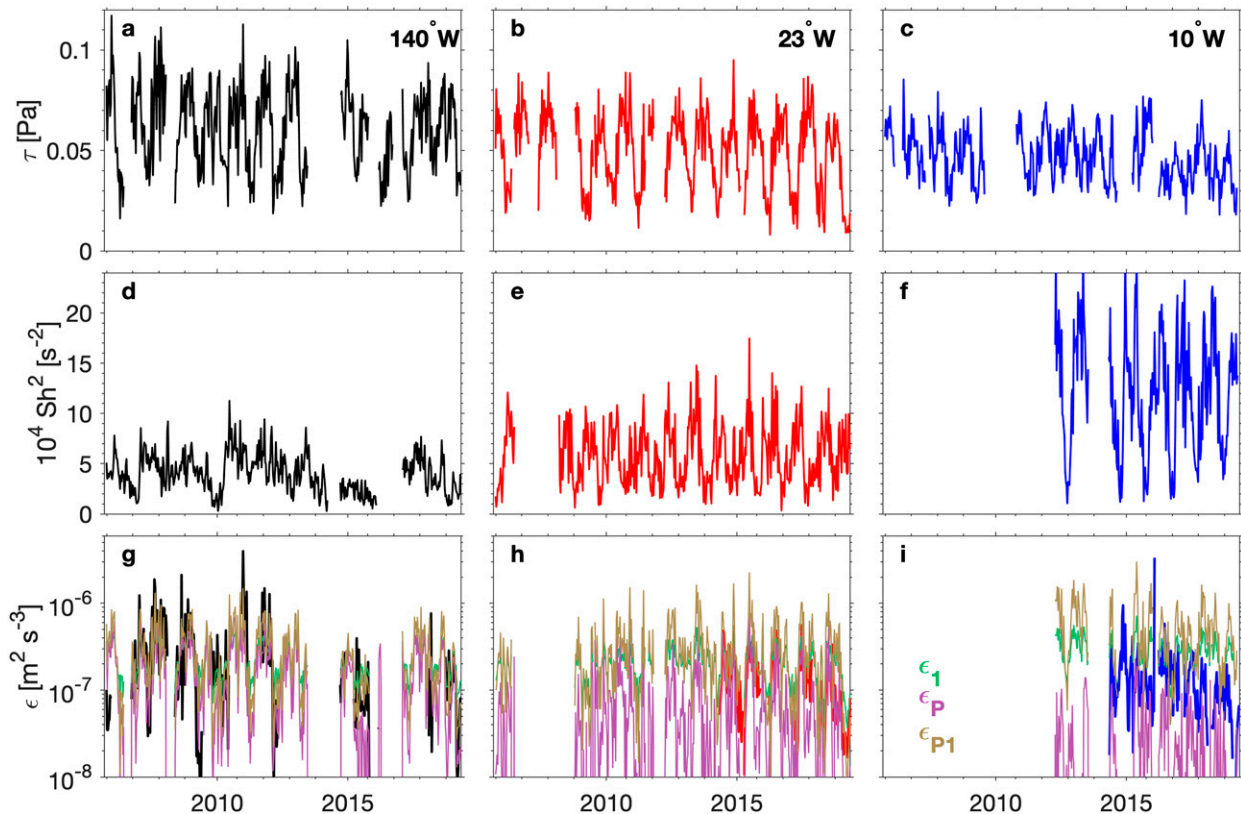 a 140°W b 23°W c 10°W
0.1
τ [Pa]
0.05
0
d e f
20
15
10⁴ Sh² [s⁻²]
10
5
0
g h i
10⁻⁶
ϵ [m² s⁻³]
ϵ₁
10⁻⁷
ϵP
ϵP1
10⁻⁸
2010 2015 2010 2015 2010 2015